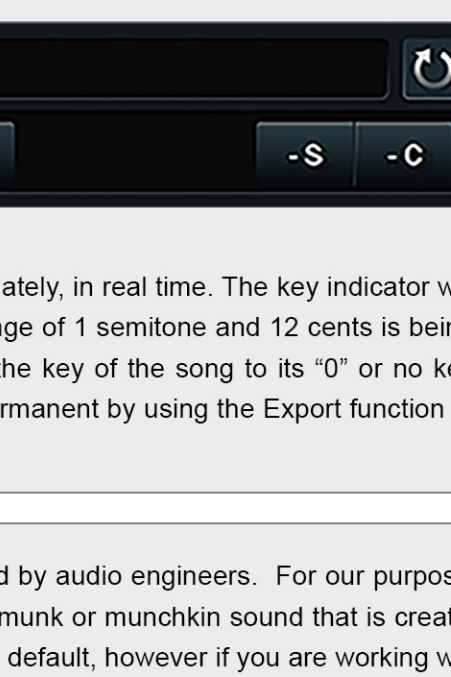 -S -C
ately, in real time. The key indicator w
nge of 1 semitone and 12 cents is bein
the key of the song to its “0” or no ke
rmanent by using the Export function
d by audio engineers. For our purpos
munk or munchkin sound that is creat
default, however if you are working w